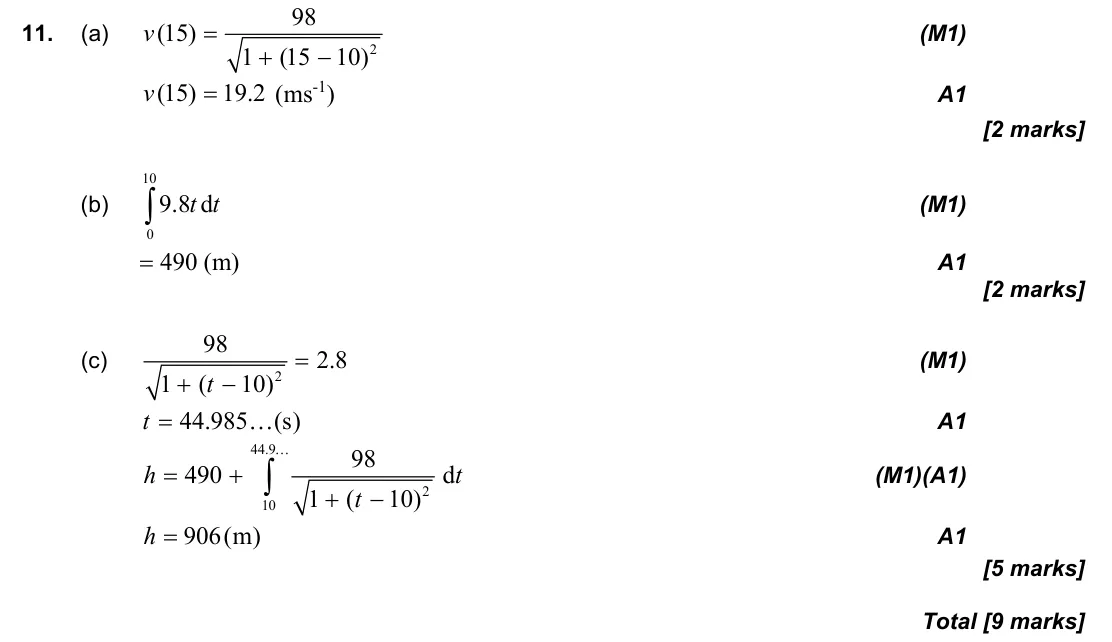 11. (a) v(15) = 98/√(1 + (15 − 10)²) (M1)
v(15) = 19.2 (ms⁻¹) A1
[2 marks]
(b) ∫₀¹⁰ 9.8t dt (M1)
= 490 (m) A1
[2 marks]
(c) 98/√(1 + (t − 10)²) = 2.8 (M1)
t = 44.985…(s) A1
h = 490 + ∫_{10}^{44.9…} 98/√(1 + (t − 10)²) dt (M1)(A1)
h = 906(m) A1
[5 marks]
Total [9 marks]